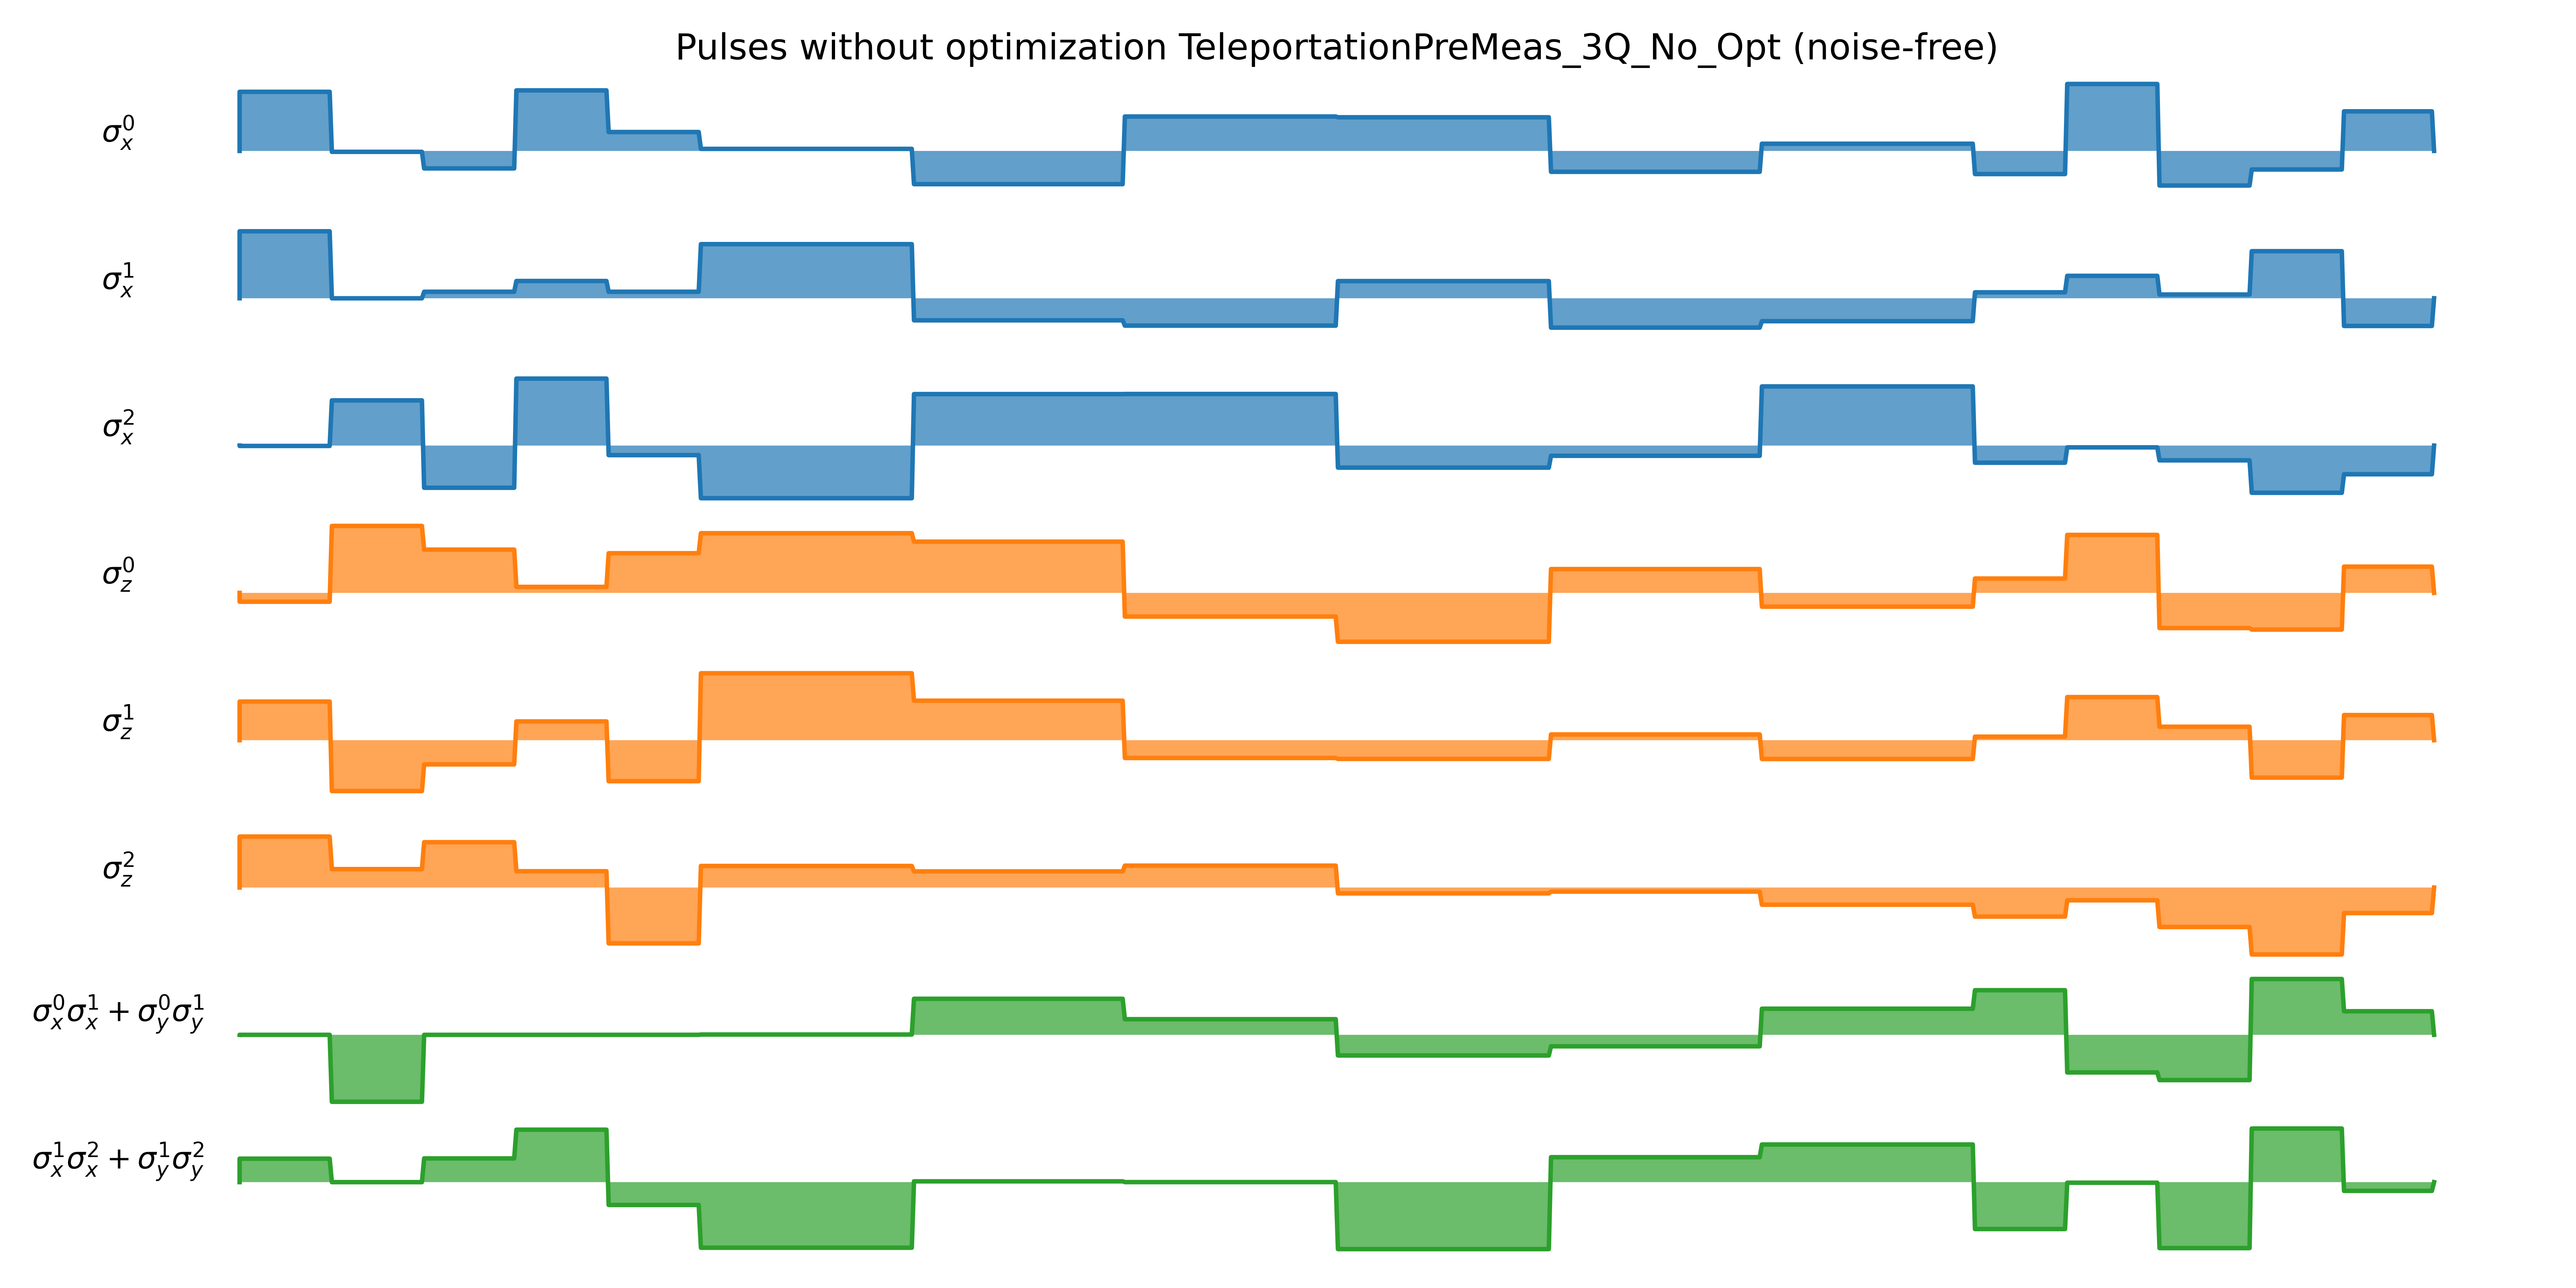 Pulses without optimization TeleportationPreMeas_3Q_No_Opt (noise-free)
σ_x^0
σ_x^1
σ_x^2
σ_z^0
σ_z^1
σ_z^2
σ_x^0σ_x^1 + σ_y^0σ_y^1
σ_x^1σ_x^2 + σ_y^1σ_y^2